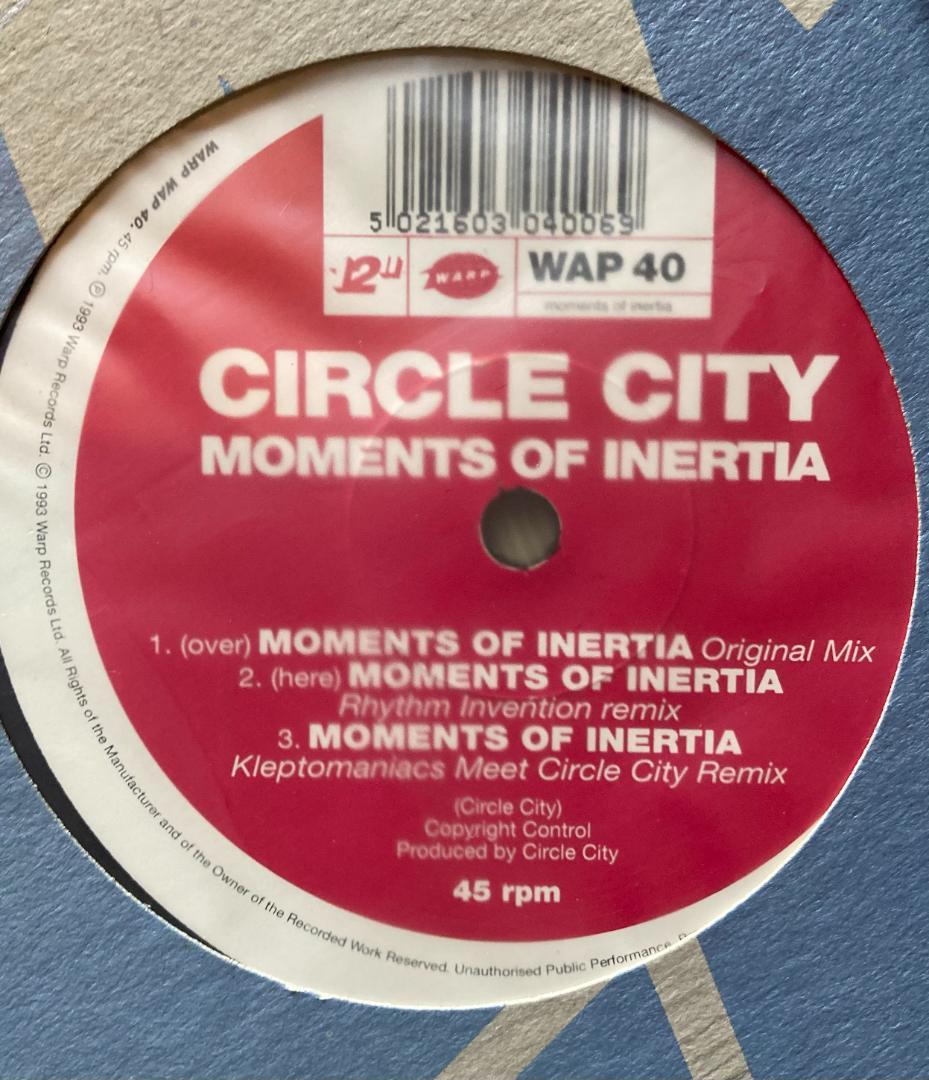 5 021603 040069
12"
WARP
WAP 40
moments of inertia
CIRCLE CITY
MOMENTS OF INERTIA
1. (over) MOMENTS OF INERTIA Original Mix
2. (here) MOMENTS OF INERTIA
Rhythm Invention remix
3. MOMENTS OF INERTIA
Kleptomaniacs Meet Circle City Remix
(Circle City)
Copyright Control
Produced by Circle City
45 rpm
WARP WAP 40. 45 rpm. ℗ 1993 Warp Records Ltd. © 1993 Warp Records Ltd. All Rights of the Manufacturer and of the Owner of the Recorded Work Reserved. Unauthorised Public Performance,